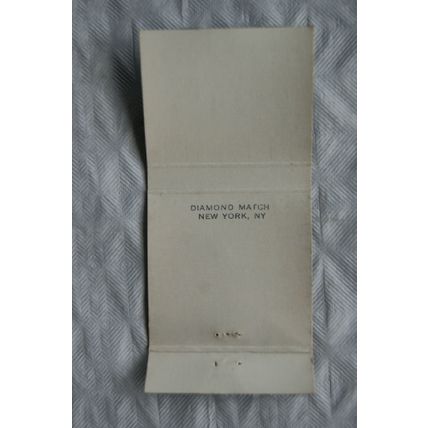 DIAMOND MATCH
NEW YORK, NY